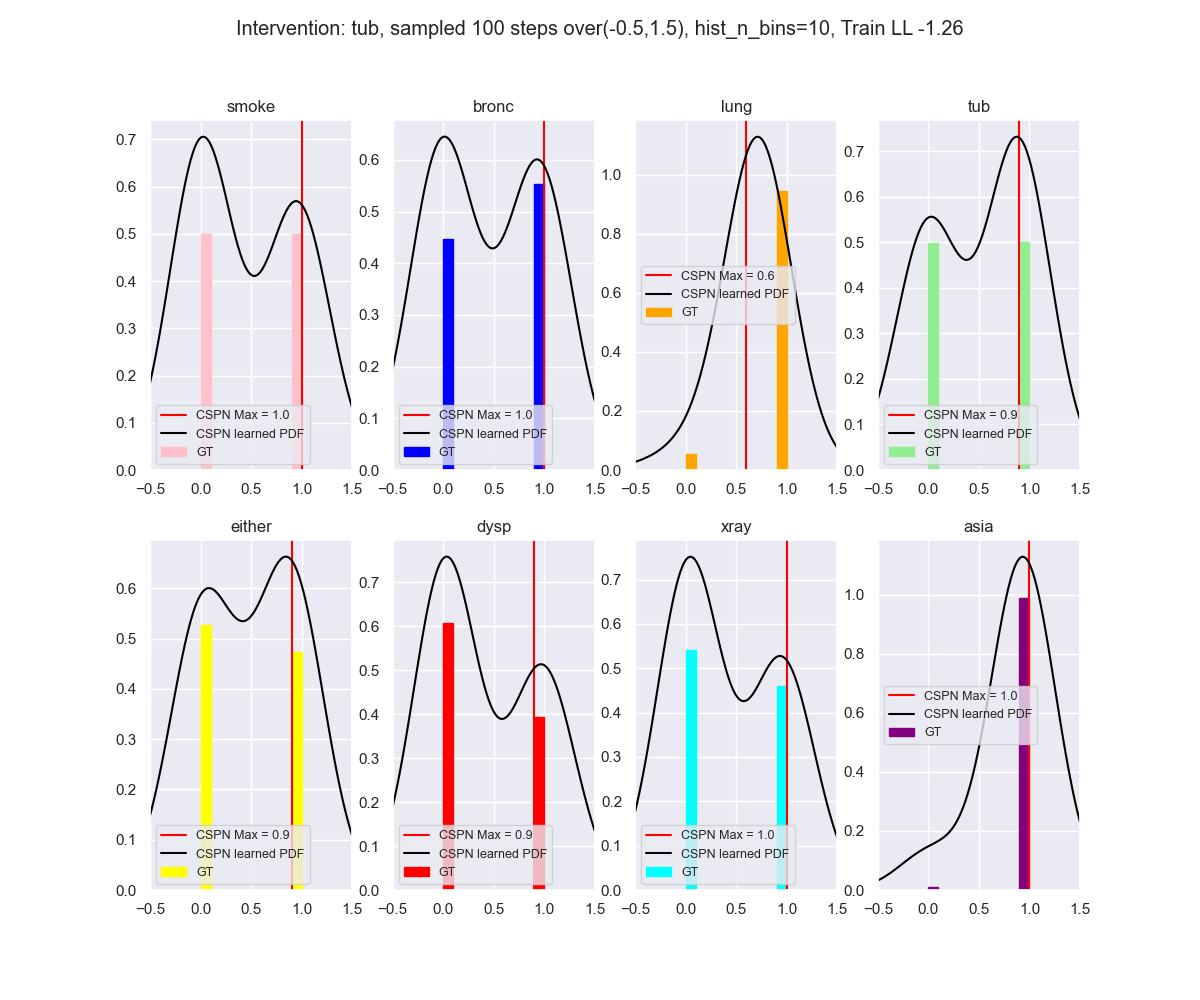 Intervention: tub, sampled 100 steps over(-0.5,1.5), hist_n_bins=10, Train LL -1.26
smoke
0.7
0.6
0.5
0.4
0.3
0.2
0.1
0.0
CSPN Max = 1.0
CSPN learned PDF
GT
−0.5 0.0 0.5 1.0 1.5
bronc
0.6
0.5
0.4
0.3
0.2
0.1
0.0
CSPN Max = 1.0
CSPN learned PDF
GT
−0.5 0.0 0.5 1.0 1.5
lung
1.0
0.8
0.6
0.4
0.2
0.0
CSPN Max = 0.6
CSPN learned PDF
GT
−0.5 0.0 0.5 1.0 1.5
tub
0.7
0.6
0.5
0.4
0.3
0.2
0.1
0.0
CSPN Max = 0.9
CSPN learned PDF
GT
−0.5 0.0 0.5 1.0 1.5
either
0.6
0.5
0.4
0.3
0.2
0.1
0.0
CSPN Max = 0.9
CSPN learned PDF
GT
−0.5 0.0 0.5 1.0 1.5
dysp
0.7
0.6
0.5
0.4
0.3
0.2
0.1
0.0
CSPN Max = 0.9
CSPN learned PDF
GT
−0.5 0.0 0.5 1.0 1.5
xray
0.7
0.6
0.5
0.4
0.3
0.2
0.1
0.0
CSPN Max = 1.0
CSPN learned PDF
GT
−0.5 0.0 0.5 1.0 1.5
asia
1.0
0.8
0.6
0.4
0.2
0.0
CSPN Max = 1.0
CSPN learned PDF
GT
−0.5 0.0 0.5 1.0 1.5